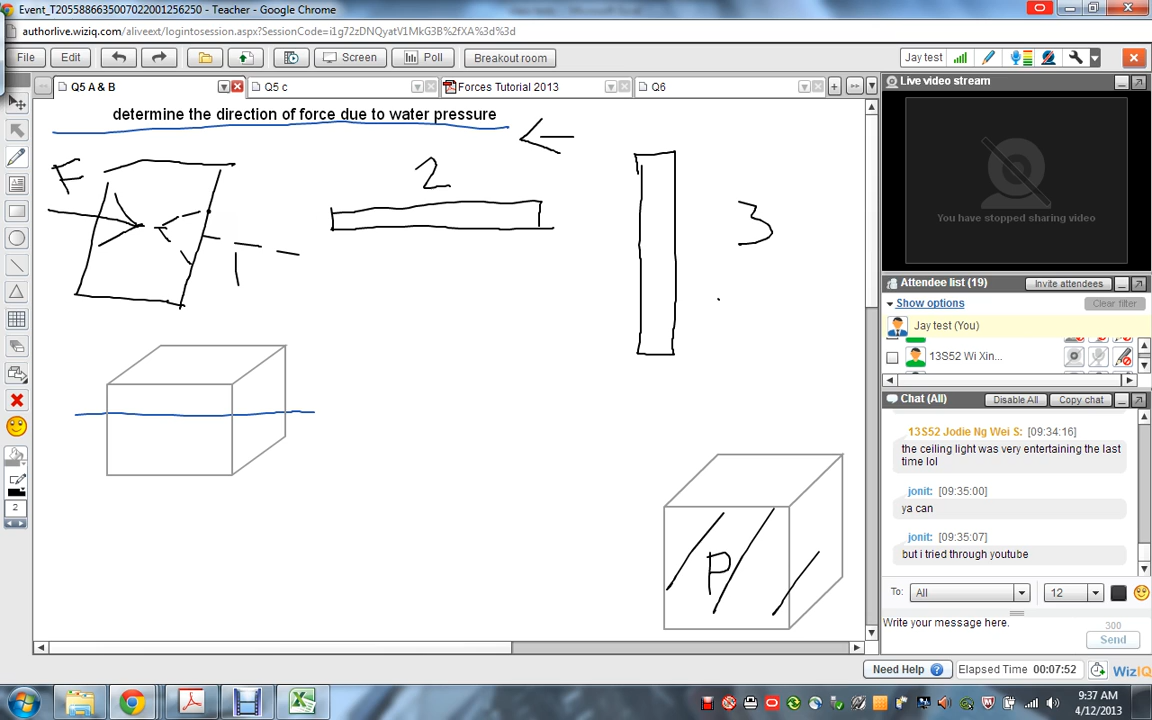 Event_T20558866350070220012562​50 - Teacher - Google Chrome
authorlive.wiziq.com/aliveext/logintosession.aspx?SessionCode=i1g72zDNQyatV1MkG3B%2fXA%3d%3d
File Edit Screen Poll Breakout room Jay test
Q5 A & B Q5 c Forces Tutorial 2013 Q6
determine the direction of force due to water pressure
F
2
3
1
P
2
Live video stream
You have stopped sharing video
Attendee list (19) Invite attendees
Show options Clear filter
Jay test (You)
13S52 Wi Xin...
Chat (All) Disable All Copy chat
13S52 Jodie Ng Wei S: [09:34:16]
the ceiling light was very entertaining the last
time lol
jonit: [09:35:00]
ya can
jonit: [09:35:07]
but i tried through youtube
To: All 12
Write your message here.
300
Send
Need Help ? Elapsed Time 00:07:52 WizIQ
9:37 AM
4/12/2013